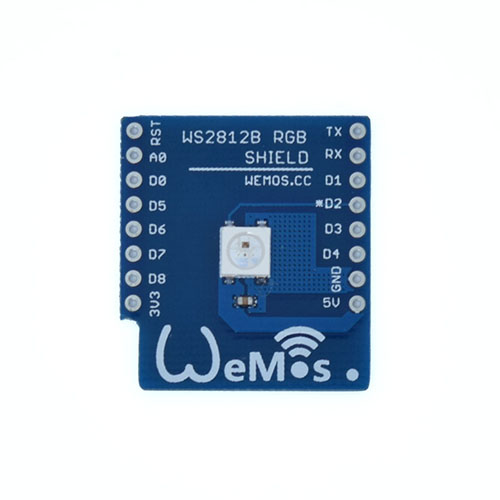 WS2812B RGB
SHIELD
WEMOS.CC
RST
A0
D0
D5
D6
D7
D8
3V3
TX
RX
D1
*D2
D3
D4
GND
5V
WeMos.